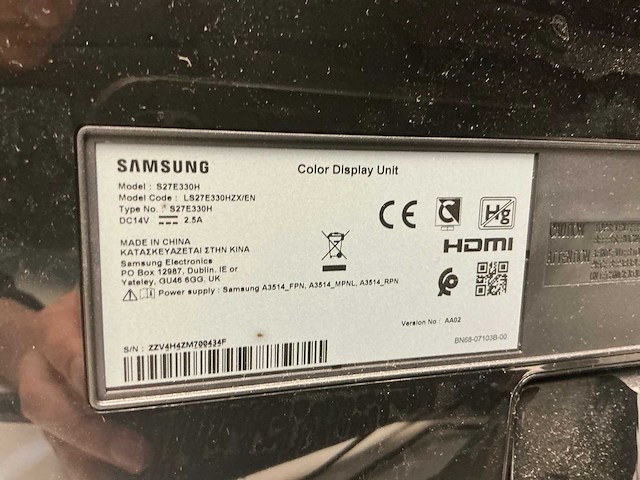 SAMSUNG
Color Display Unit
Model : S27E330H
Model Code : LS27E330HZX/EN
Type No. : S27E330H
DC14V 2.5A
CE
Hg
HDMI
MADE IN CHINA
ΚΑΤΑΣΚΕΥΑΖΕΤΑΙ ΣΤΗΝ ΚΙΝΑ
Samsung Electronics
PO Box 12987, Dublin. IE or
Yateley, GU46 6GG, UK
Power supply : Samsung A3514_FPN, A3514_MPNL, A3514_RPN
Version No : AA02
BN68-07103B-00
S/N : ZZV4H4ZM700434F